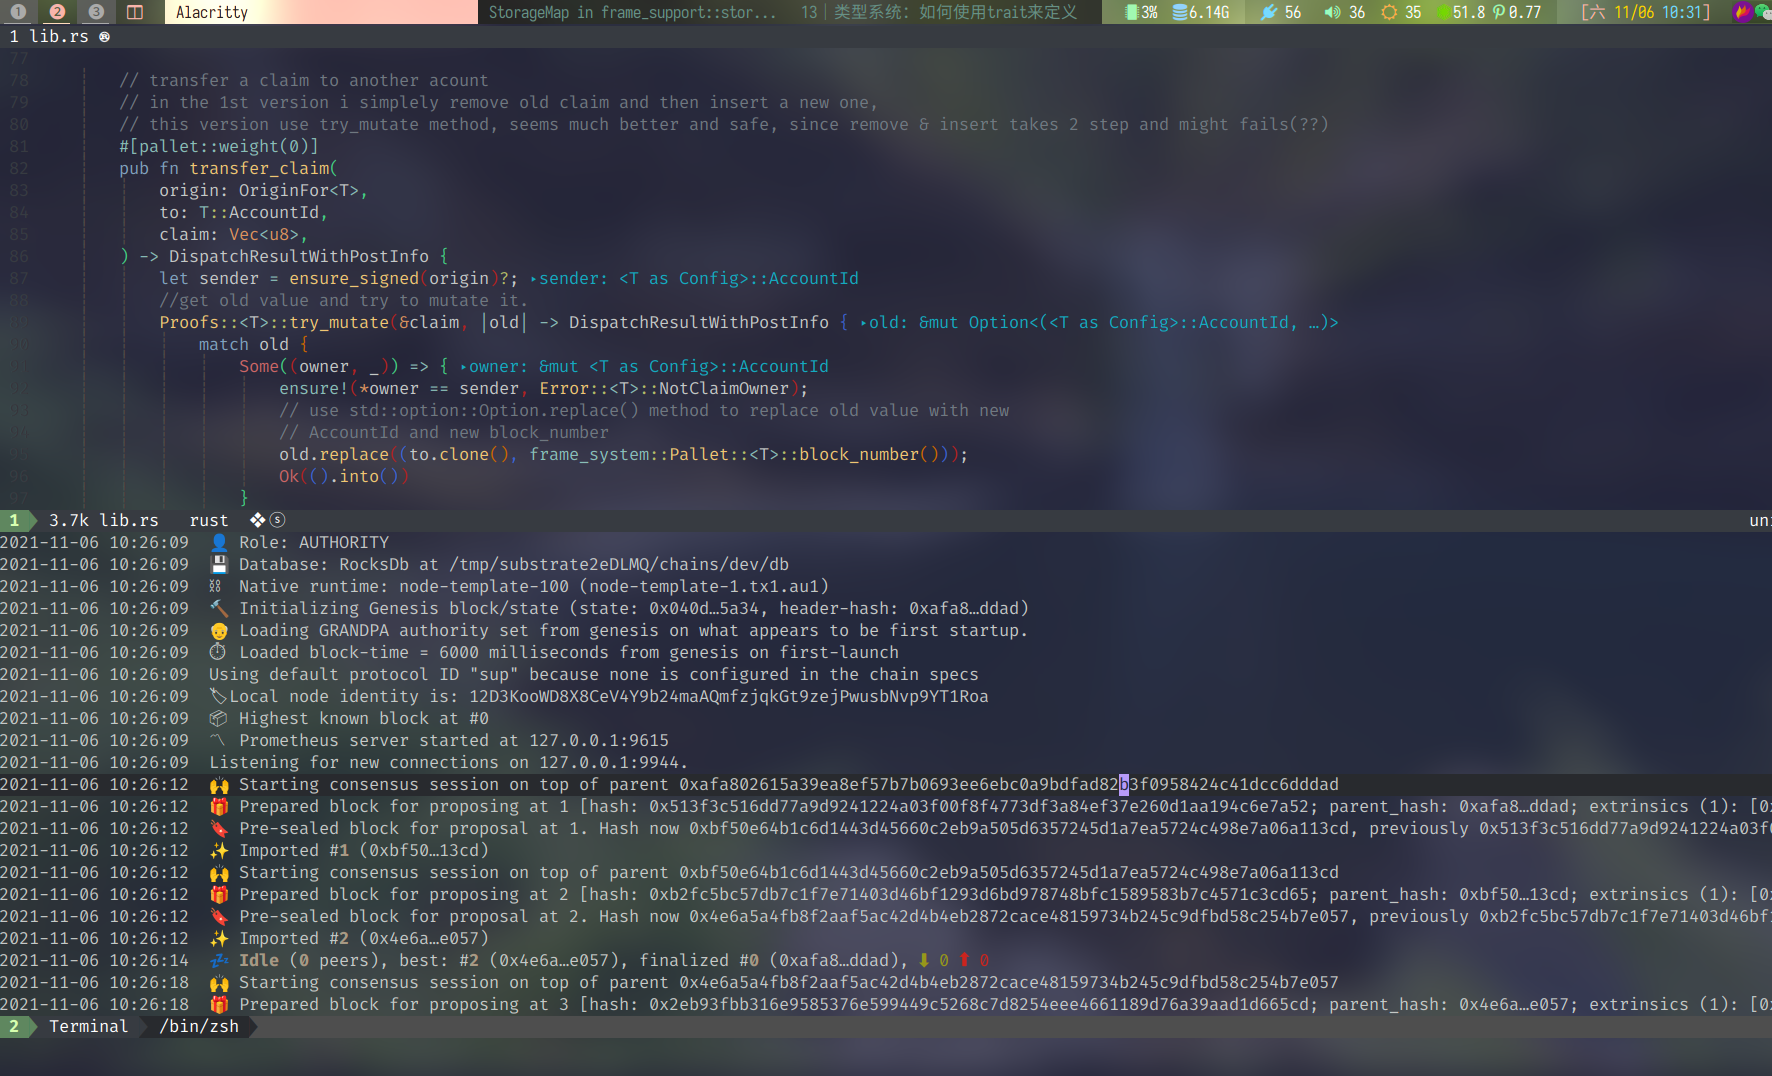 1 2 3 Alacritty StorageMap in frame_support::stor... 13 | 类型系统：如何使用trait来定义 3% 6.14G 56 36 35 51.8 0.77 [六 11/06 10:31]
1 lib.rs
77
78 // transfer a claim to another acount
79 // in the 1st version i simplely remove old claim and then insert a new one,
80 // this version use try_mutate method, seems much better and safe, since remove & insert takes 2 step and might fails(??)
81 #[pallet::weight(0)]
82 pub fn transfer_claim(
83 origin: OriginFor<T>,
84 to: T::AccountId,
85 claim: Vec<u8>,
86 ) -> DispatchResultWithPostInfo {
87 let sender = ensure_signed(origin)?; ▸sender: <T as Config>::AccountId
88 //get old value and try to mutate it.
Proofs::<T>::try_mutate(&claim, |old| -> DispatchResultWithPostInfo { ▸old: &mut Option<(<T as Config>::AccountId, …)>
90 match old {
Some((owner, _)) => { ▸owner: &mut <T as Config>::AccountId
92 ensure!(*owner == sender, Error::<T>::NotClaimOwner);
93 // use std::option::Option.replace() method to replace old value with new
94 // AccountId and new block_number
95 old.replace((to.clone(), frame_system::Pallet::<T>::block_number()));
96 Ok(().into())
97 }
1 3.7k lib.rs rust ❖ ⓢ un
2021-11-06 10:26:09 👤 Role: AUTHORITY
2021-11-06 10:26:09 💾 Database: RocksDb at /tmp/substrate2eDLMQ/chains/dev/db
2021-11-06 10:26:09 ⛓ Native runtime: node-template-100 (node-template-1.tx1.au1)
2021-11-06 10:26:09 🔨 Initializing Genesis block/state (state: 0x040d…5a34, header-hash: 0xafa8…ddad)
2021-11-06 10:26:09 👴 Loading GRANDPA authority set from genesis on what appears to be first startup.
2021-11-06 10:26:09 ⏱ Loaded block-time = 6000 milliseconds from genesis on first-launch
2021-11-06 10:26:09 Using default protocol ID "sup" because none is configured in the chain specs
2021-11-06 10:26:09 🏷Local node identity is: 12D3KooWD8X8CeV4Y9b24maAQmfzjqkGt9zejPwusbNvp9YT1Roa
2021-11-06 10:26:09 📦 Highest known block at #0
2021-11-06 10:26:09 〽 Prometheus server started at 127.0.0.1:9615
2021-11-06 10:26:09 Listening for new connections on 127.0.0.1:9944.
2021-11-06 10:26:12 🙌 Starting consensus session on top of parent 0xafa802615a39ea8ef57b7b0693ee6ebc0a9bdfad82b3f0958424c41dcc6dddad
2021-11-06 10:26:12 🎁 Prepared block for proposing at 1 [hash: 0x513f3c516dd77a9d9241224a03f00f8f4773df3a84ef37e260d1aa194c6e7a52; parent_hash: 0xafa8…ddad; extrinsics (1): [0
2021-11-06 10:26:12 🔖 Pre-sealed block for proposal at 1. Hash now 0xbf50e64b1c6d1443d45660c2eb9a505d6357245d1a7ea5724c498e7a06a113cd, previously 0x513f3c516dd77a9d9241224a03f
2021-11-06 10:26:12 ✨ Imported #1 (0xbf50…13cd)
2021-11-06 10:26:12 🙌 Starting consensus session on top of parent 0xbf50e64b1c6d1443d45660c2eb9a505d6357245d1a7ea5724c498e7a06a113cd
2021-11-06 10:26:12 🎁 Prepared block for proposing at 2 [hash: 0xb2fc5bc57db7c1f7e71403d46bf1293d6bd978748bfc1589583b7c4571c3cd65; parent_hash: 0xbf50…13cd; extrinsics (1): [0
2021-11-06 10:26:12 🔖 Pre-sealed block for proposal at 2. Hash now 0x4e6a5a4fb8f2aaf5ac42d4b4eb2872cace48159734b245c9dfbd58c254b7e057, previously 0xb2fc5bc57db7c1f7e71403d46bf
2021-11-06 10:26:12 ✨ Imported #2 (0x4e6a…e057)
2021-11-06 10:26:14 💤 Idle (0 peers), best: #2 (0x4e6a…e057), finalized #0 (0xafa8…ddad), ⬇ 0 ⬆ 0
2021-11-06 10:26:18 🙌 Starting consensus session on top of parent 0x4e6a5a4fb8f2aaf5ac42d4b4eb2872cace48159734b245c9dfbd58c254b7e057
2021-11-06 10:26:18 🎁 Prepared block for proposing at 3 [hash: 0x2eb93fbb316e9585376e599449c5268c7d8254eee4661189d76a39aad1d665cd; parent_hash: 0x4e6a…e057; extrinsics (1): [0
2 Terminal /bin/zsh